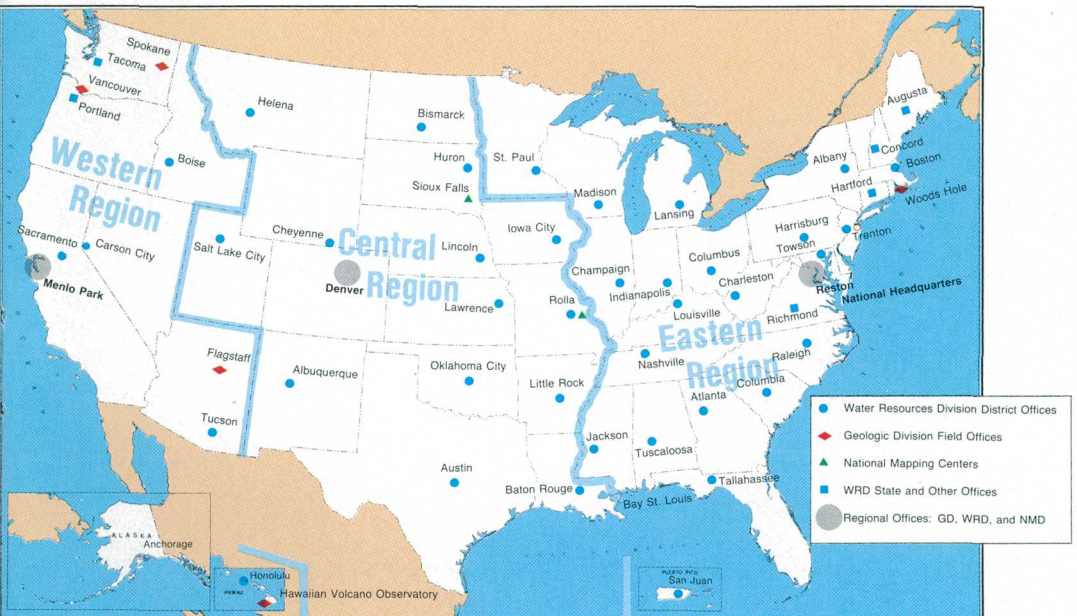 Spokane
Tacoma
Vancouver
Portland
Helena
Boise
Western
Region
Bismarck
Huron
Sioux Falls
St. Paul
Madison
Lansing
Augusta
Concord
Albany
Boston
Hartford
Woods Hole
Sacramento
Carson City
Menlo Park
Salt Lake City
Cheyenne
Central
Region
Denver
Lincoln
Lawrence
Iowa City
Champaign
Indianapolis
Rolla
Louisville
Columbus
Charleston
Harrisburg
Towson
Trenton
Reston
National Headquarters
Richmond
Eastern
Region
Raleigh
Nashville
Columbia
Atlanta
Flagstaff
Tucson
Albuquerque
Oklahoma City
Little Rock
Jackson
Tuscaloosa
Austin
Baton Rouge
Bay St. Louis
Tallahassee
Water Resources Division District Offices
Geologic Division Field Offices
National Mapping Centers
WRD State and Other Offices
Regional Offices: GD, WRD, and NMD
ALASKA
Anchorage
HAWAII
Honolulu
Hawaiian Volcano Observatory
PUERTO RICO
San Juan